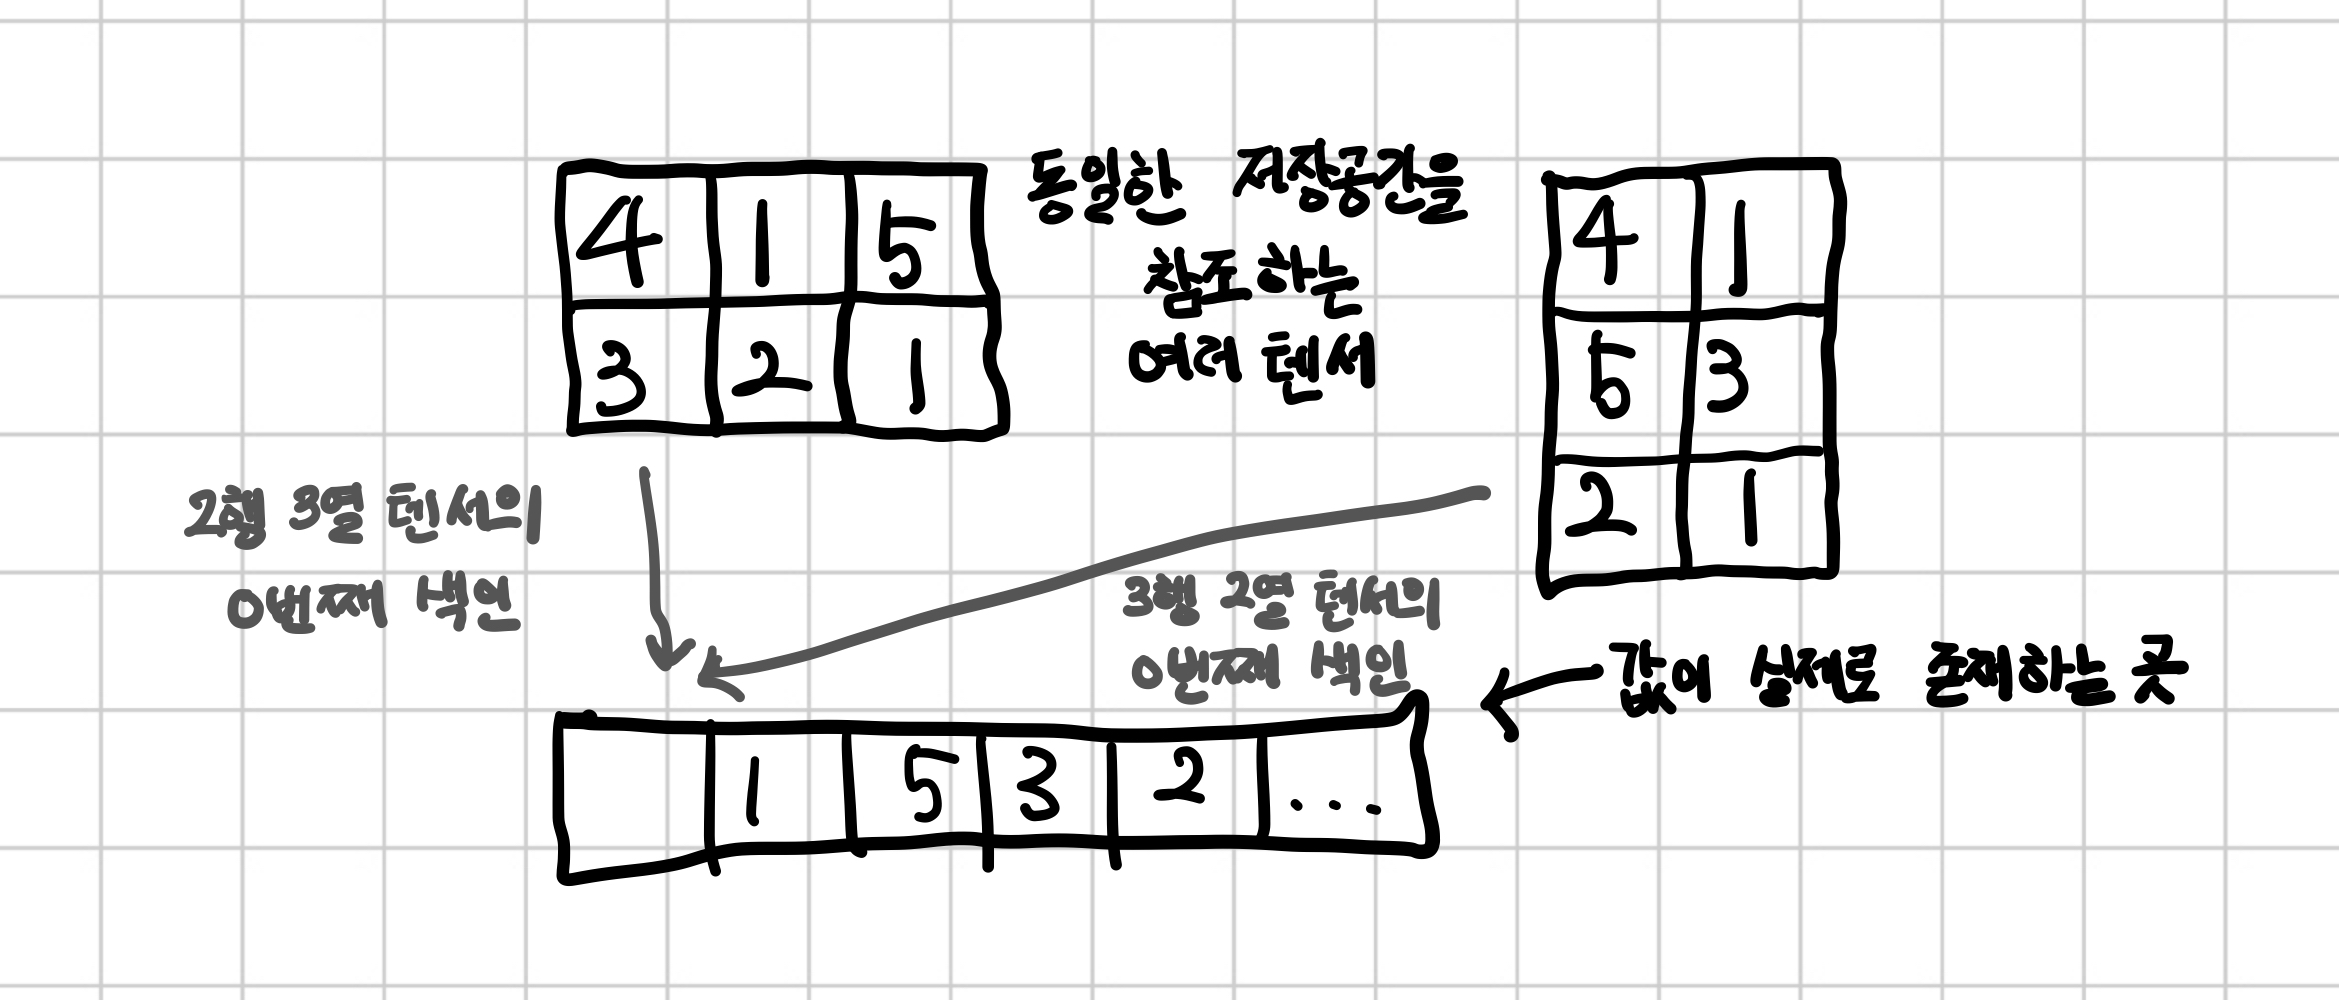 4 1 5
3 2 1
동일한 저장공간을
참조하는
여러 텐서
4 1
5 3
2 1
2행 3열 텐서의
0번째 색인
3행 2열 텐서의
0번째 색인
값이 실제로 존재하는 곳
1 5 3 2 ...